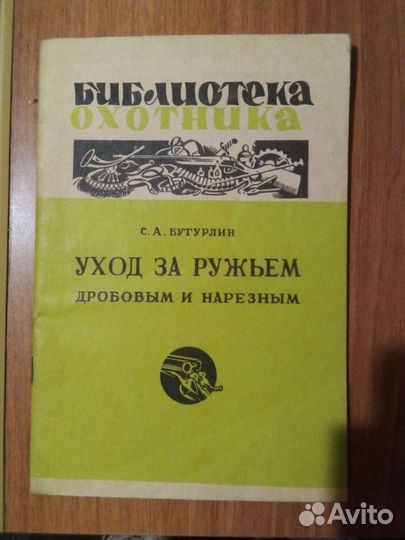 БИБЛИОТЕКА
ОХОТНИКА
С. А. БУТУРЛИН
УХОД ЗА РУЖЬЕМ
ДРОБОВЫМ И НАРЕЗНЫМ
Avito